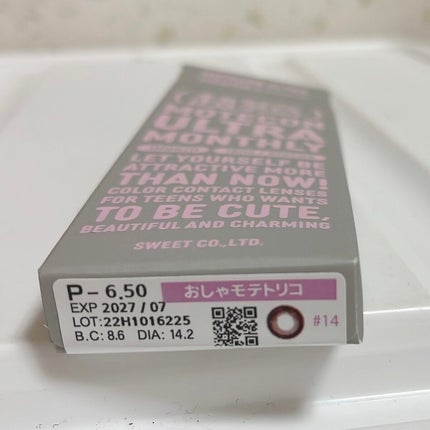 MOTECON
ULTRA
MONTHLY
LET YOURSELF BE
ATTRACTIVE MORE
THAN NOW!
COLOR CONTACT LENSES
FOR TEENS WHO WANTS
TO BE CUTE,
BEAUTIFUL AND CHARMING
SWEET CO.,LTD.
P - 6.50 おしゃモテトリコ
EXP 2027 / 07
LOT:22H1016225
B.C: 8.6 DIA: 14.2
#14